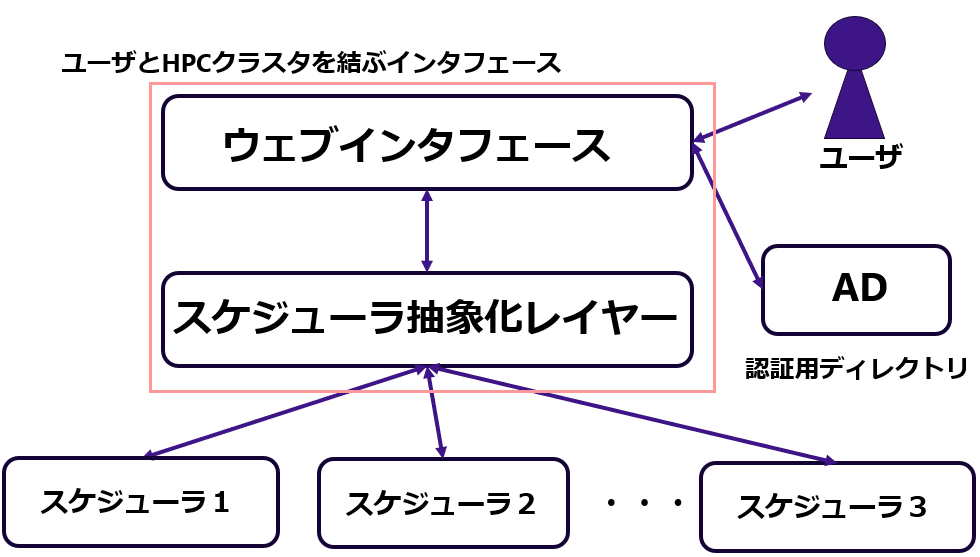 ユーザとHPCクラスタを結ぶインタフェース
ウェブインタフェース
ユーザ
スケジューラ抽象化レイヤー
AD
認証用ディレクトリ
スケジューラ１
スケジューラ２
・・・
スケジューラ３